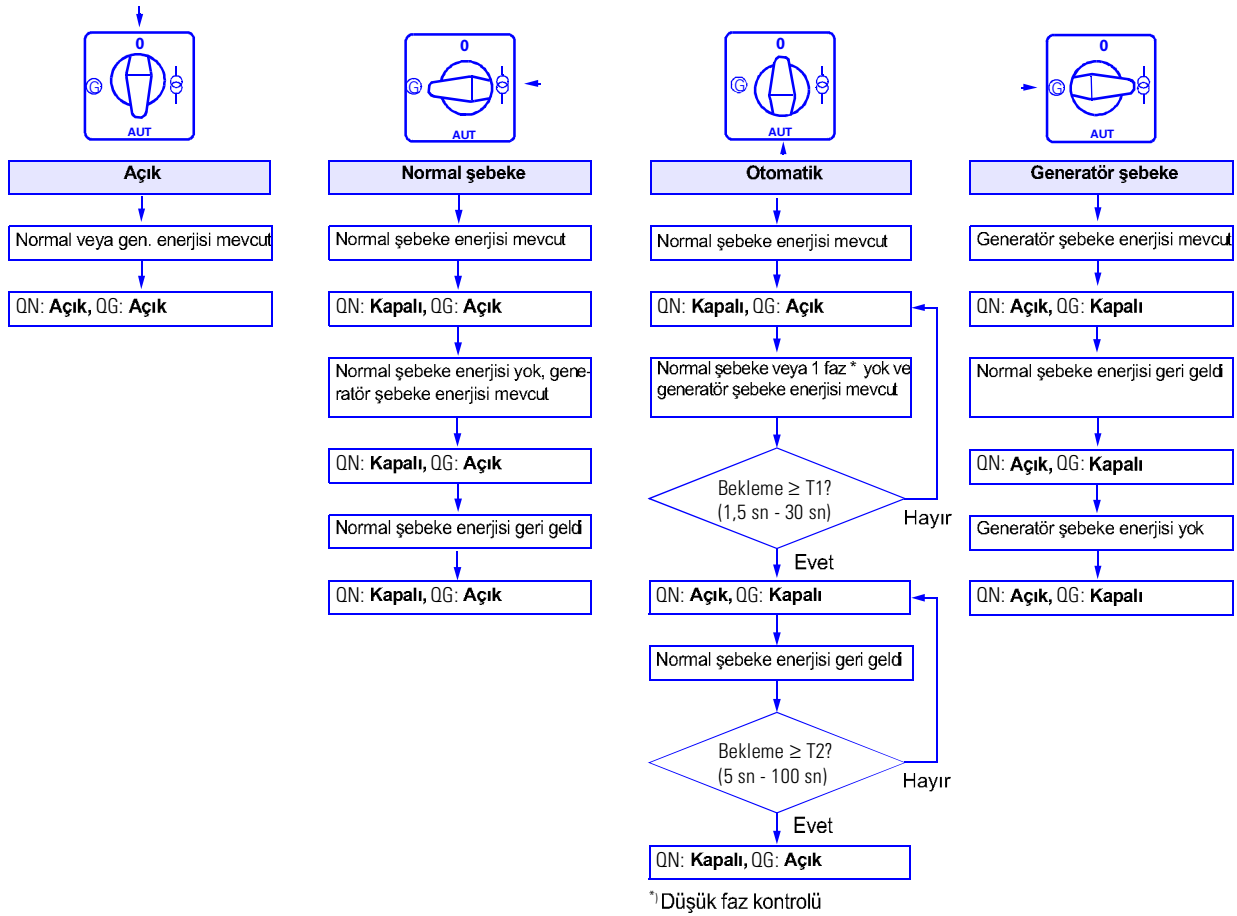 0
G
AUT
Açık
Normal veya gen. enerjisi mevcut
QN: Açık, QG: Açık
0
G
AUT
Normal şebeke
Normal şebeke enerjisi mevcut
QN: Kapalı, QG: Açık
Normal şebeke enerjisi yok, gene-
ratör şebeke enerjisi mevcut
QN: Kapalı, QG: Açık
Normal şebeke enerjisi geri geldi
QN: Kapalı, QG: Açık
0
G
AUT
Otomatik
Normal şebeke enerjisi mevcut
QN: Kapalı, QG: Açık
Normal şebeke veya 1 faz * yok ve
generatör şebeke enerjisi mevcut
Bekleme ≥ T1?
(1,5 sn - 30 sn)
Hayır
Evet
QN: Açık, QG: Kapalı
Normal şebeke enerjisi geri geldi
Bekleme ≥ T2?
(5 sn - 100 sn)
Hayır
Evet
QN: Kapalı, QG: Açık
*) Düşük faz kontrolü
0
G
AUT
Generatör şebeke
Generatör şebeke enerjisi mevcut
QN: Açık, QG: Kapalı
Normal şebeke enerjisi geri geldi
QN: Açık, QG: Kapalı
Generatör şebeke enerjisi yok
QN: Açık, QG: Kapalı